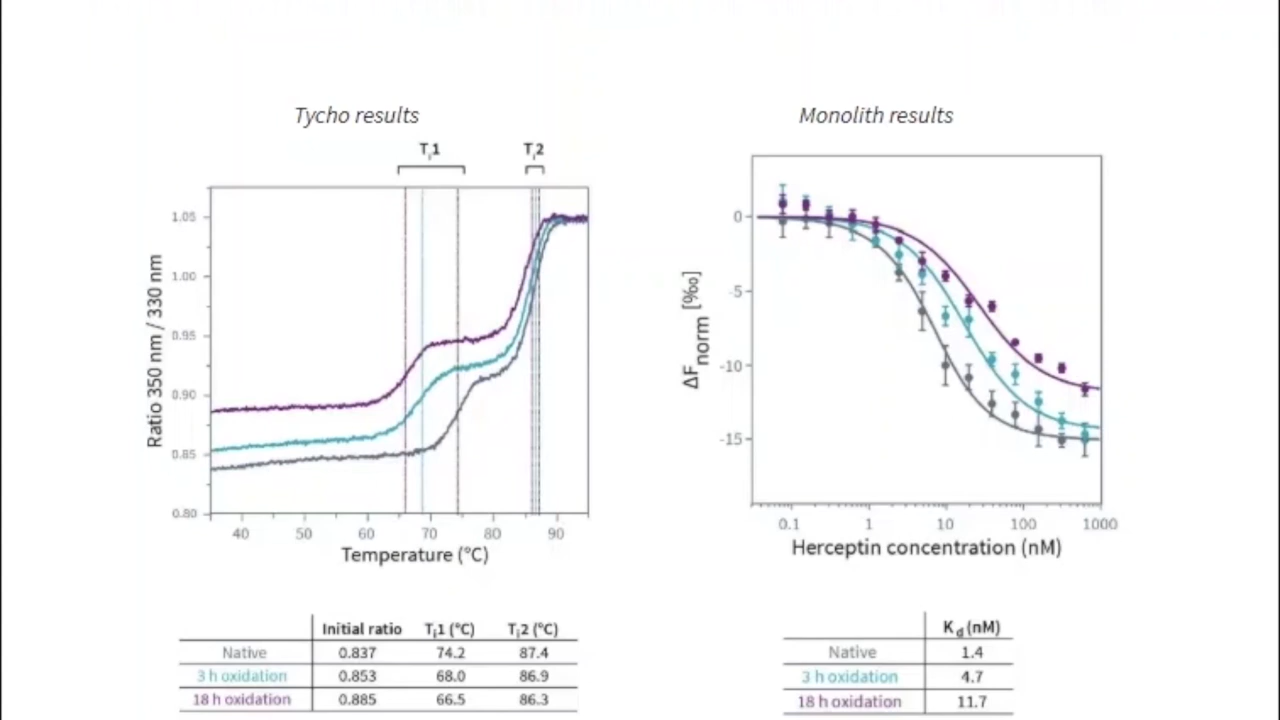 Tycho results
Ti1 Ti2
Ratio 350 nm / 330 nm
1.05
1.00
0.95
0.90
0.85
0.80
40 50 60 70 80 90
Temperature (°C)
Initial ratio Ti1 (°C) Ti2 (°C)
Native 0.837 74.2 87.4
3 h oxidation 0.853 68.0 86.9
18 h oxidation 0.885 66.5 86.3
Monolith results
ΔFnorm [‰]
0
-5
-10
-15
0.1 1 10 100 1000
Herceptin concentration (nM)
Kd (nM)
Native 1.4
3 h oxidation 4.7
18 h oxidation 11.7